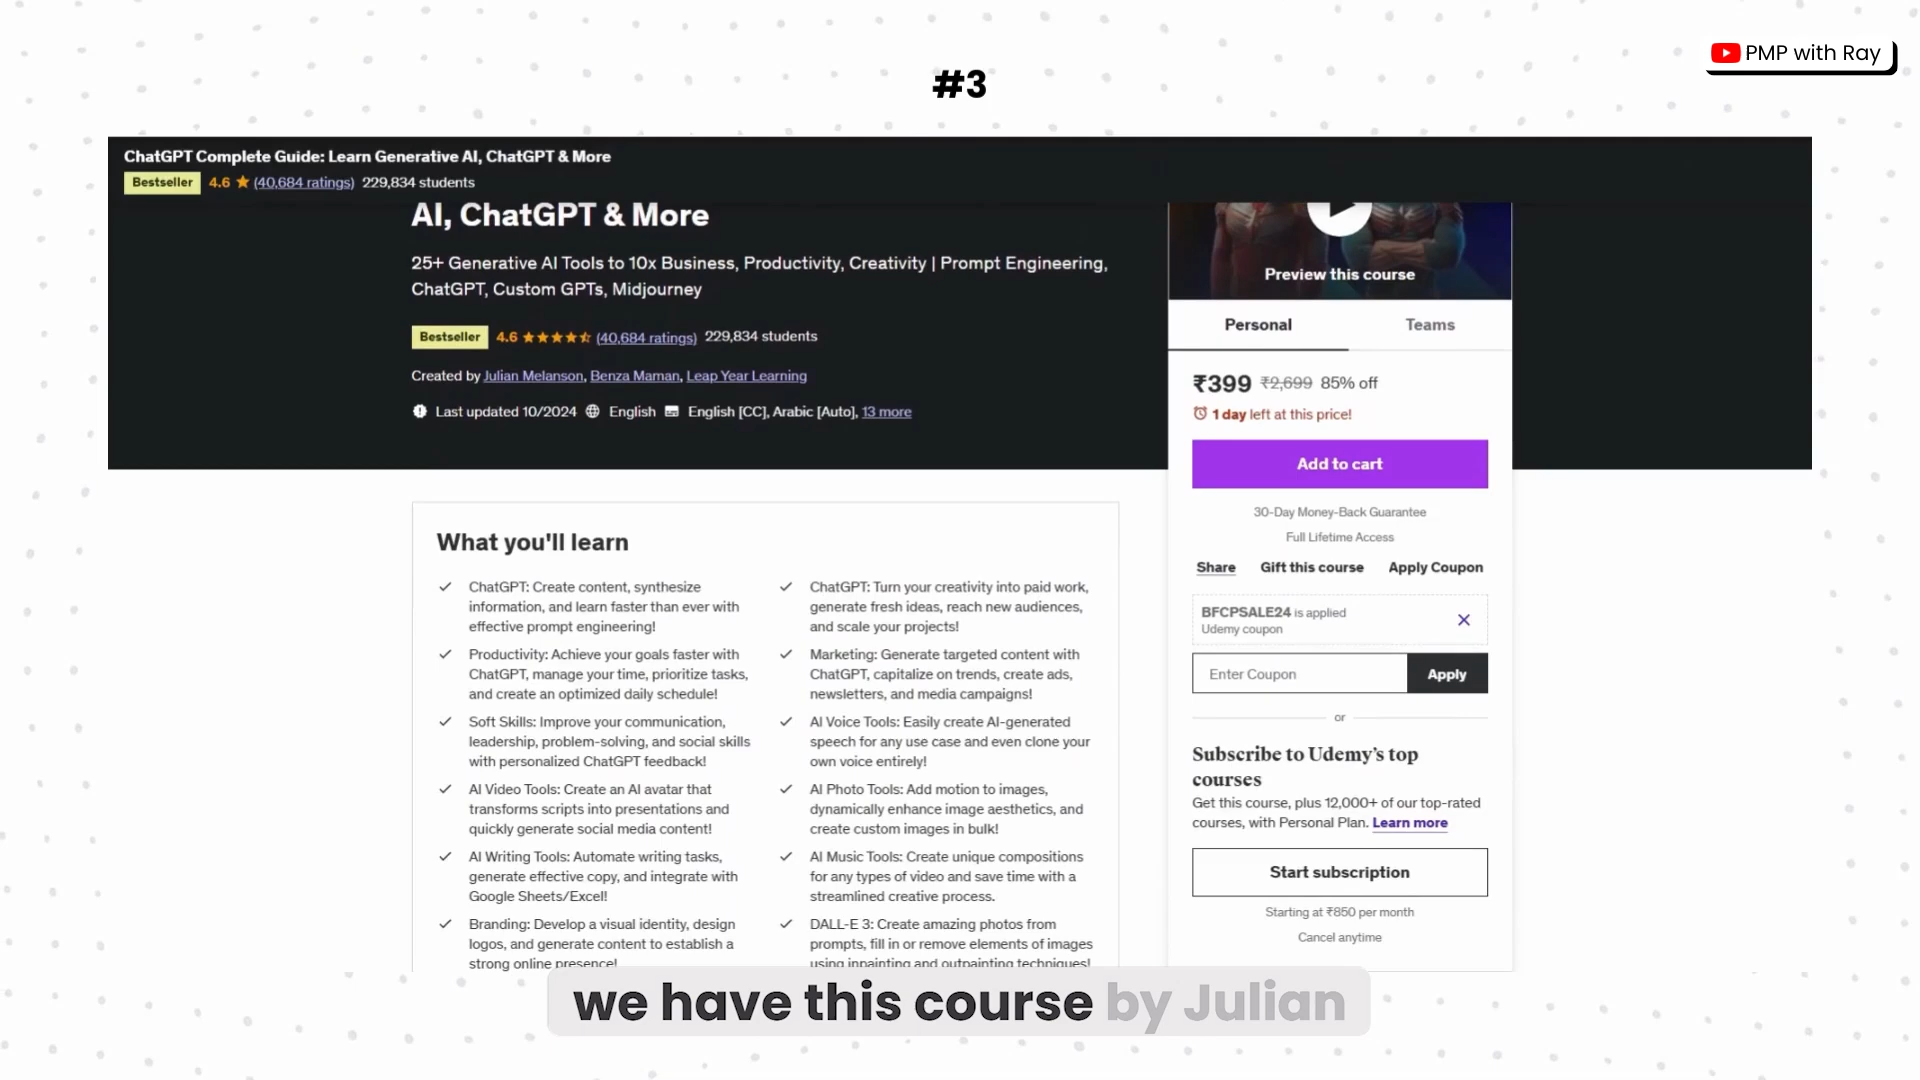 PMP with Ray
#3
ChatGPT Complete Guide: Learn Generative AI, ChatGPT & More
Bestseller 4.6 (40,684 ratings) 229,834 students
AI, ChatGPT & More
25+ Generative AI Tools to 10x Business, Productivity, Creativity | Prompt Engineering,
ChatGPT, Custom GPTs, Midjourney
Bestseller 4.6 (40,684 ratings) 229,834 students
Created by Julian Melanson, Benza Maman, Leap Year Learning
Last updated 10/2024 English English [CC], Arabic [Auto], 13 more
What you'll learn
ChatGPT: Create content, synthesize
information, and learn faster than ever with
effective prompt engineering!
Productivity: Achieve your goals faster with
ChatGPT, manage your time, prioritize tasks,
and create an optimized daily schedule!
Soft Skills: Improve your communication,
leadership, problem-solving, and social skills
with personalized ChatGPT feedback!
AI Video Tools: Create an AI avatar that
transforms scripts into presentations and
quickly generate social media content!
AI Writing Tools: Automate writing tasks,
generate effective copy, and integrate with
Google Sheets/Excel!
Branding: Develop a visual identity, design
logos, and generate content to establish a
strong online presence!
ChatGPT: Turn your creativity into paid work,
generate fresh ideas, reach new audiences,
and scale your projects!
Marketing: Generate targeted content with
ChatGPT, capitalize on trends, create ads,
newsletters, and media campaigns!
AI Voice Tools: Easily create AI-generated
speech for any use case and even clone your
own voice entirely!
AI Photo Tools: Add motion to images,
dynamically enhance image aesthetics, and
create custom images in bulk!
AI Music Tools: Create unique compositions
for any types of video and save time with a
streamlined creative process.
DALL-E 3: Create amazing photos from
prompts, fill in or remove elements of images
using inpainting and outpainting techniques!
Preview this course
Personal Teams
₹399 ₹2,699 85% off
1 day left at this price!
Add to cart
30-Day Money-Back Guarantee
Full Lifetime Access
Share Gift this course Apply Coupon
BFCPSALE24 is applied
Udemy coupon
Enter Coupon Apply
or
Subscribe to Udemy’s top
courses
Get this course, plus 12,000+ of our top-rated
courses, with Personal Plan. Learn more
Start subscription
Starting at ₹850 per month
Cancel anytime
we have this course by Julian